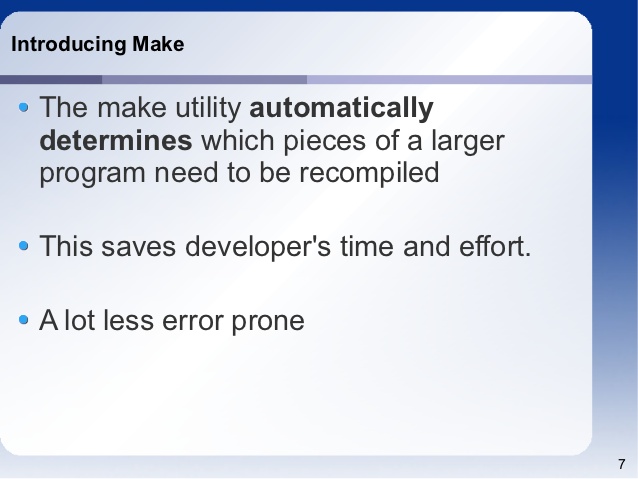 Introducing Make
The make utility automatically
determines which pieces of a larger
program need to be recompiled
This saves developer's time and effort.
A lot less error prone
7